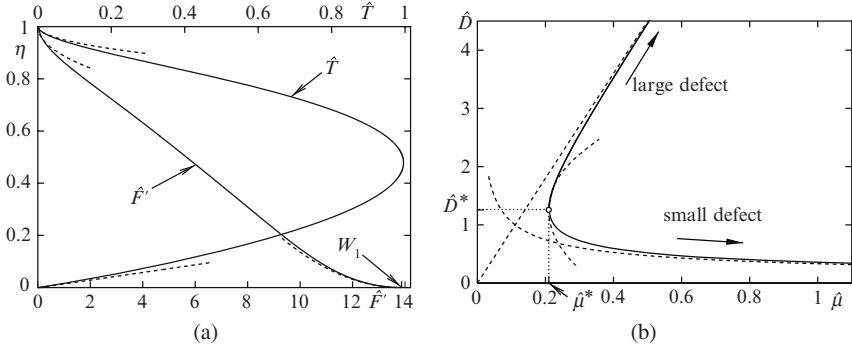 0 0.2 0.4 0.6 0.8 T̂ 1
1
η
0.8
0.6
0.4
0.2
0
T̂
F̂′
W₁
0 2 4 6 8 10 12 F̂′ 14
(a)
D̂
4
3
2
D̂*
1
0
large defect
small defect
0 0.2 μ̂* 0.4 0.6 0.8 1 μ̂
(b)